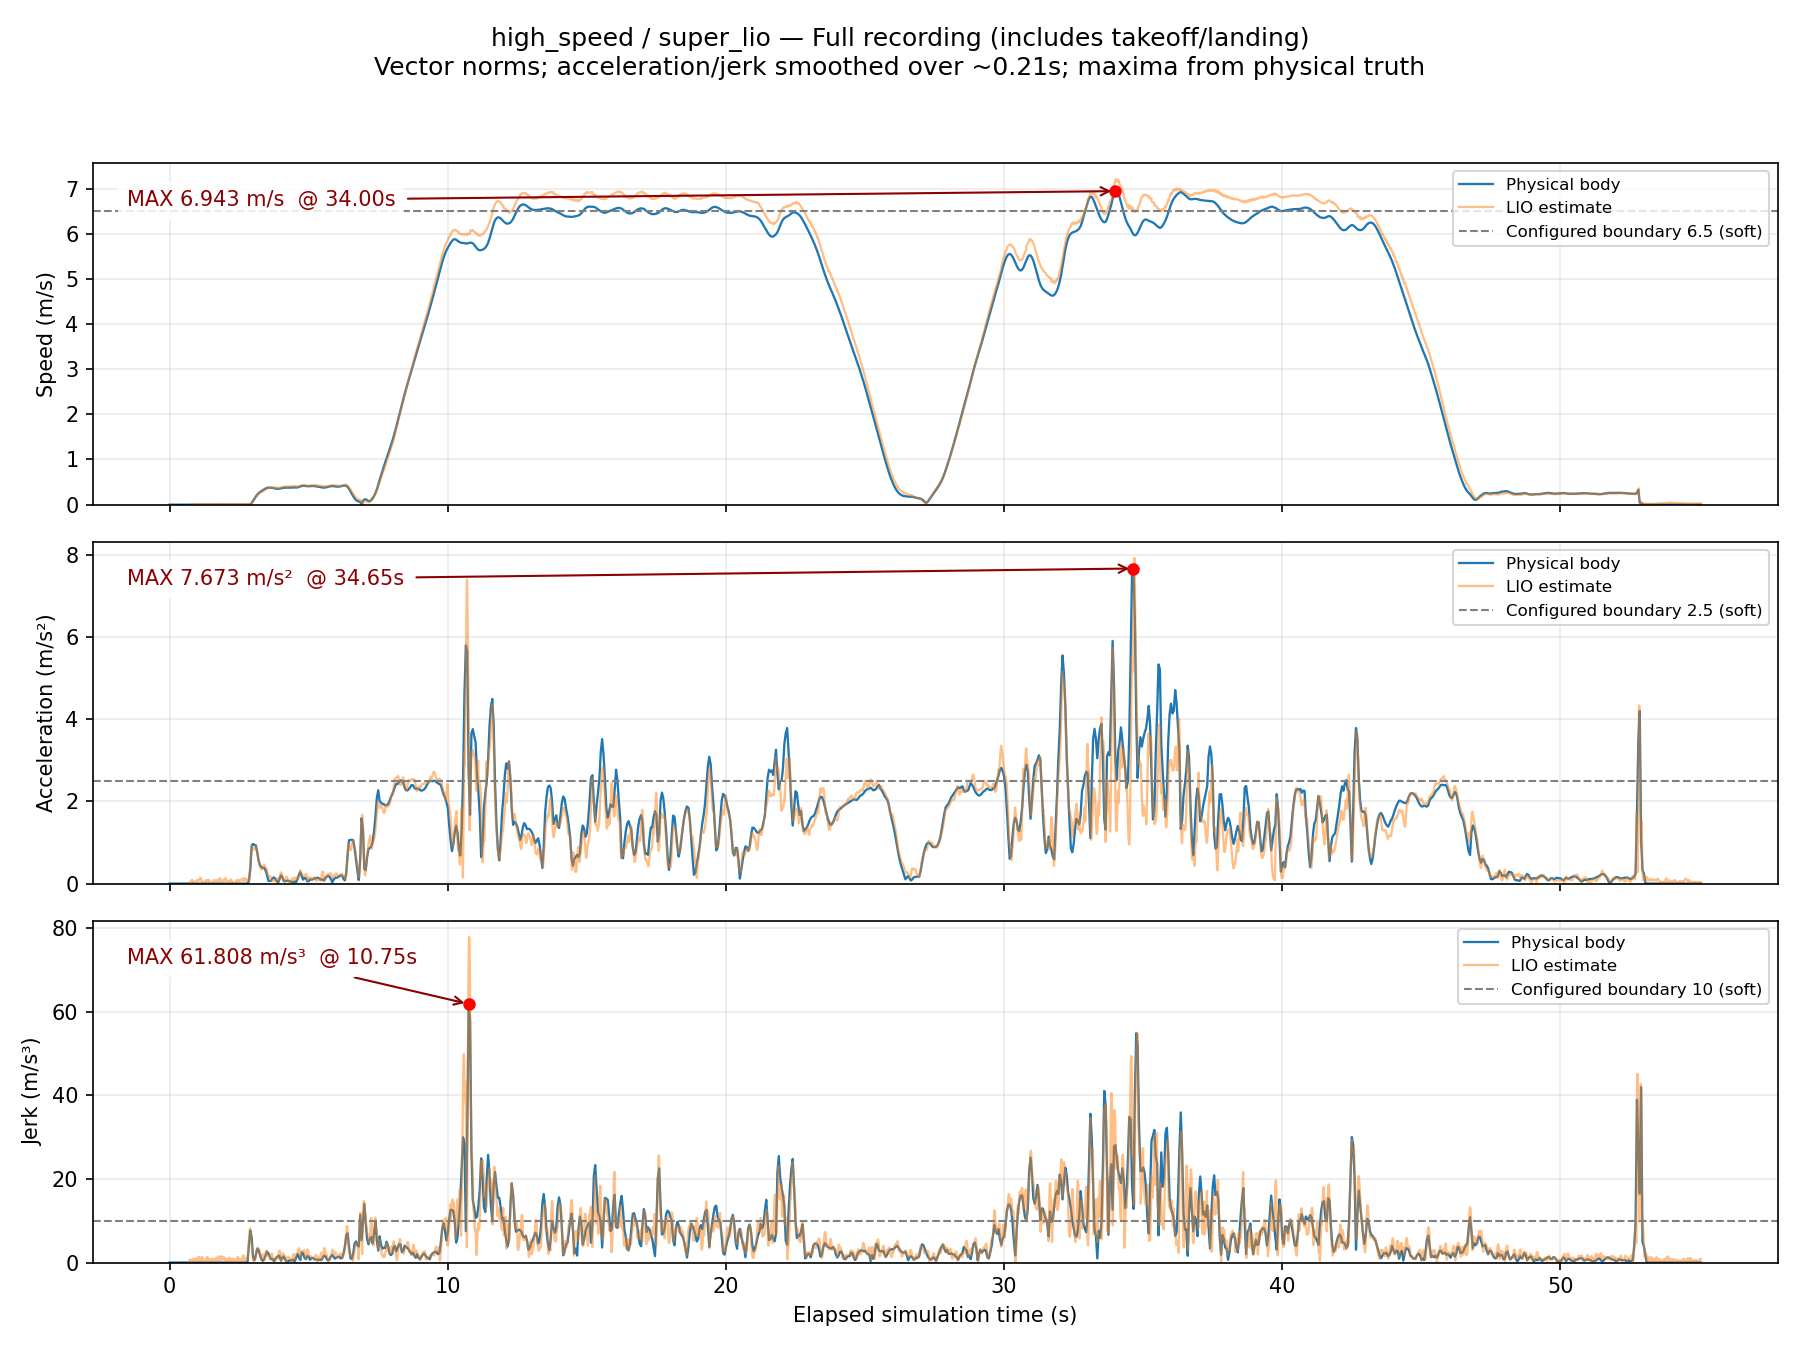 high_speed / super_lio — Full recording (includes takeoff/landing)
Vector norms; acceleration/jerk smoothed over ~0.21s; maxima from physical truth
MAX 6.943 m/s @ 34.00s
Physical body
LIO estimate
Configured boundary 6.5 (soft)
Speed (m/s)
7
6
5
4
3
2
1
0
MAX 7.673 m/s² @ 34.65s
Physical body
LIO estimate
Configured boundary 2.5 (soft)
Acceleration (m/s²)
8
6
4
2
0
MAX 61.808 m/s³ @ 10.75s
Physical body
LIO estimate
Configured boundary 10 (soft)
Jerk (m/s³)
80
60
40
20
0
0 10 20 30 40 50
Elapsed simulation time (s)